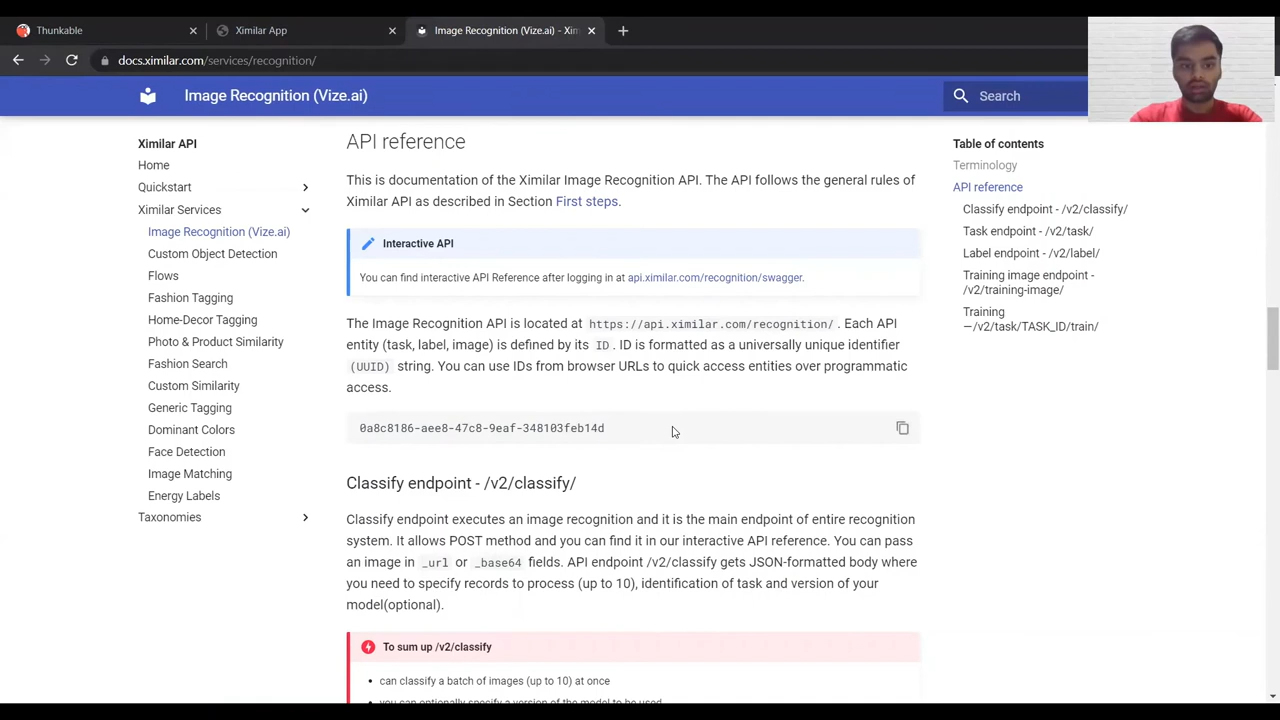 Thunkable
Ximilar App
Image Recognition (Vize.ai) - Xim
docs.ximilar.com/services/recognition/
Image Recognition (Vize.ai)
Search
Ximilar API
Home
Quickstart
Ximilar Services
Image Recognition (Vize.ai)
Custom Object Detection
Flows
Fashion Tagging
Home-Decor Tagging
Photo & Product Similarity
Fashion Search
Custom Similarity
Generic Tagging
Dominant Colors
Face Detection
Image Matching
Energy Labels
Taxonomies
API reference
This is documentation of the Ximilar Image Recognition API. The API follows the general rules of
Ximilar API as described in Section First steps.
Interactive API
You can find interactive API Reference after logging in at api.ximilar.com/recognition/swagger.
The Image Recognition API is located at https://api.ximilar.com/recognition/ . Each API
entity (task, label, image) is defined by its ID . ID is formatted as a universally unique identifier
(UUID) string. You can use IDs from browser URLs to quick access entities over programmatic
access.
0a8c8186-aee8-47c8-9eaf-348103feb14d
Classify endpoint - /v2/classify/
Classify endpoint executes an image recognition and it is the main endpoint of entire recognition
system. It allows POST method and you can find it in our interactive API reference. You can pass
an image in _url or _base64 fields. API endpoint /v2/classify gets JSON-formatted body where
you need to specify records to process (up to 10), identification of task and version of your
model(optional).
To sum up /v2/classify
can classify a batch of images (up to 10) at once
you can optionally specify a version of the model to be used
Table of contents
Terminology
API reference
Classify endpoint - /v2/classify/
Task endpoint - /v2/task/
Label endpoint - /v2/label/
Training image endpoint -
/v2/training-image/
Training
—/v2/task/TASK_ID/train/